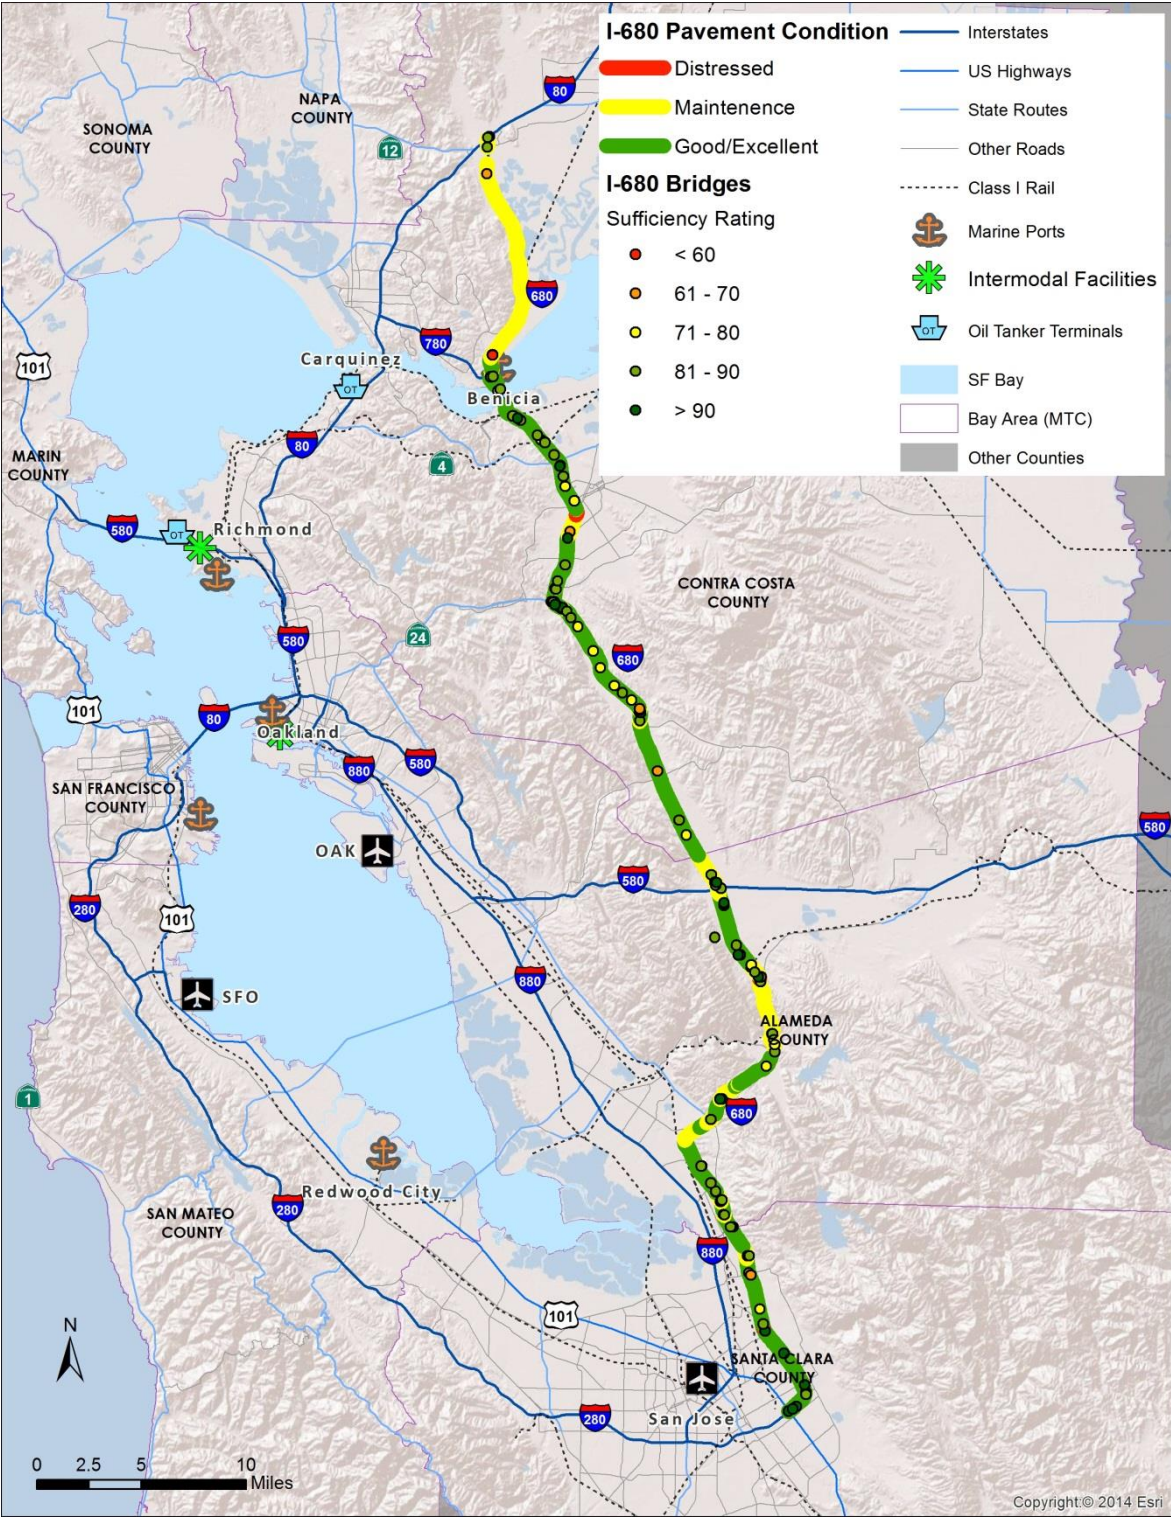 I-680 Pavement Condition
Distressed
Maintenence
Good/Excellent
I-680 Bridges
Sufficiency Rating
< 60
61 - 70
71 - 80
81 - 90
> 90
Interstates
US Highways
State Routes
Other Roads
Class I Rail
Marine Ports
Intermodal Facilities
OT
Oil Tanker Terminals
SF Bay
Bay Area (MTC)
Other Counties
80
NAPA
COUNTY
SONOMA
COUNTY
12
680
101
780
Carquinez
OT
Benicia
80
4
MARIN
COUNTY
580
OT
Richmond
CONTRA COSTA
COUNTY
580
24
680
101
80
Oakland
880
580
SAN FRANCISCO
COUNTY
580
OAK
580
280
101
880
SFO
ALAMEDA
COUNTY
1
680
Redwood City
280
SAN MATEO
COUNTY
880
101
N
SANTA CLARA
COUNTY
San Jose
280
0 2.5 5 10
Miles
Copyright:© 2014 Esri